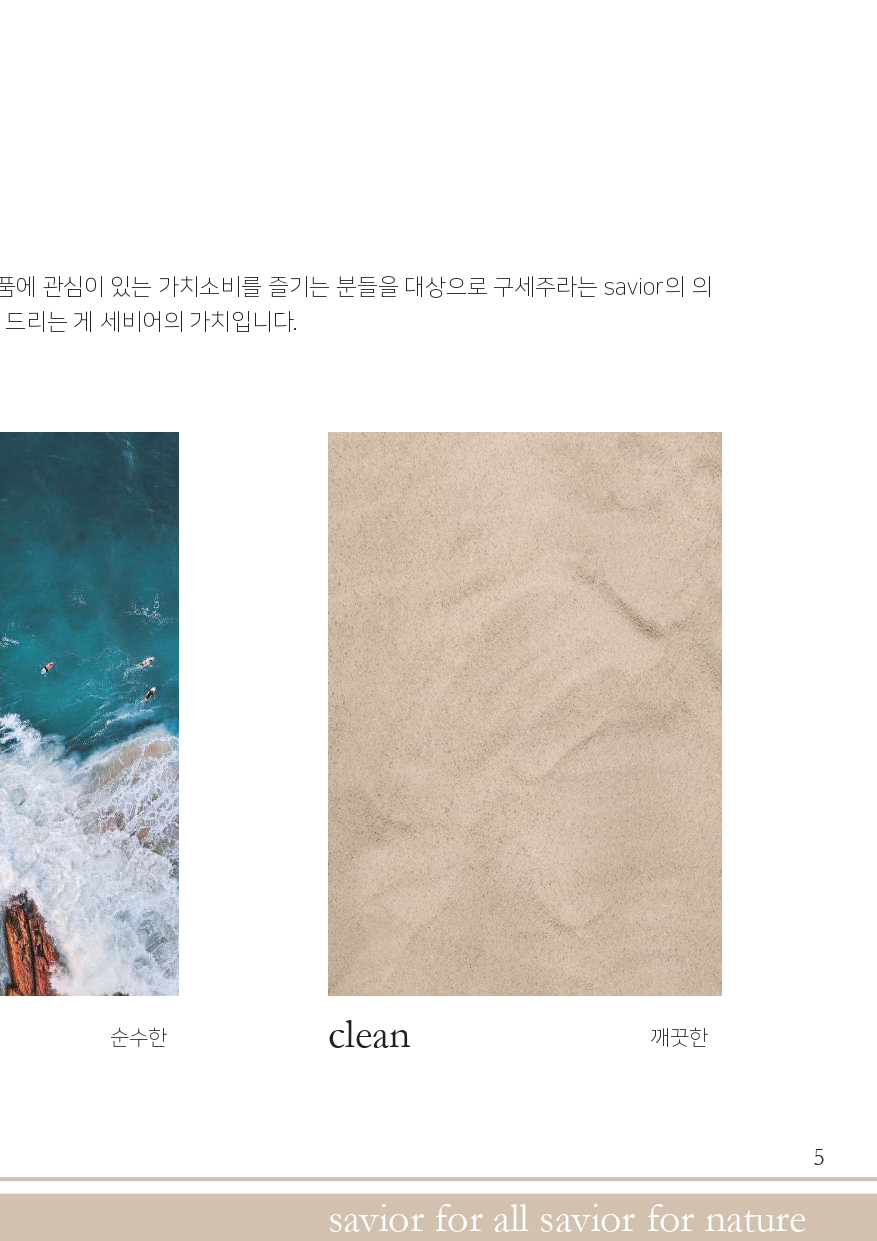 품에 관심이 있는 가치소비를 즐기는 분들을 대상으로 구세주라는 savior의 의
드리는 게 세비어의 가치입니다.
순수한
clean 깨끗한
5
savior for all savior for nature